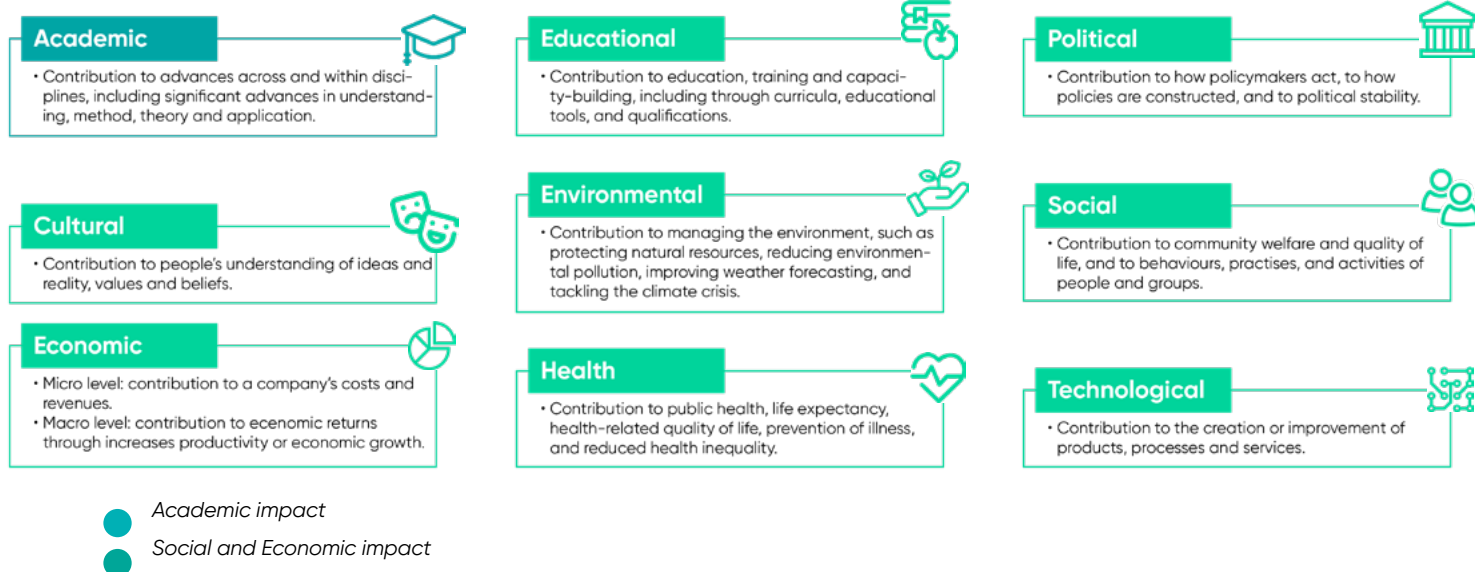 Academic
• Contribution to advances across and within disci-
plines, including significant advances in understand-
ing, method, theory and application.
Cultural
• Contribution to people's understanding of ideas and
reality, values and beliefs.
Economic
• Micro level: contribution to a company's costs and
revenues.
• Macro level: contribution to economic returns
through increases productivity or economic growth.
Educational
• Contribution to education, training and capaci-
ty-building, including through curricula, educational
tools, and qualifications.
Environmental
• Contribution to managing the environment, such as
protecting natural resources, reducing environmen-
tal pollution, improving weather forecasting, and
tackling the climate crisis.
Health
• Contribution to public health, life expectancy,
health-related quality of life, prevention of illness,
and reduced health inequality.
Political
• Contribution to how policymakers act, to how
policies are constructed, and to political stability.
Social
• Contribution to community welfare and quality of
life, and to behaviours, practises, and activities of
people and groups.
Technological
• Contribution to the creation or improvement of
products, processes and services.
Academic impact
Social and Economic impact